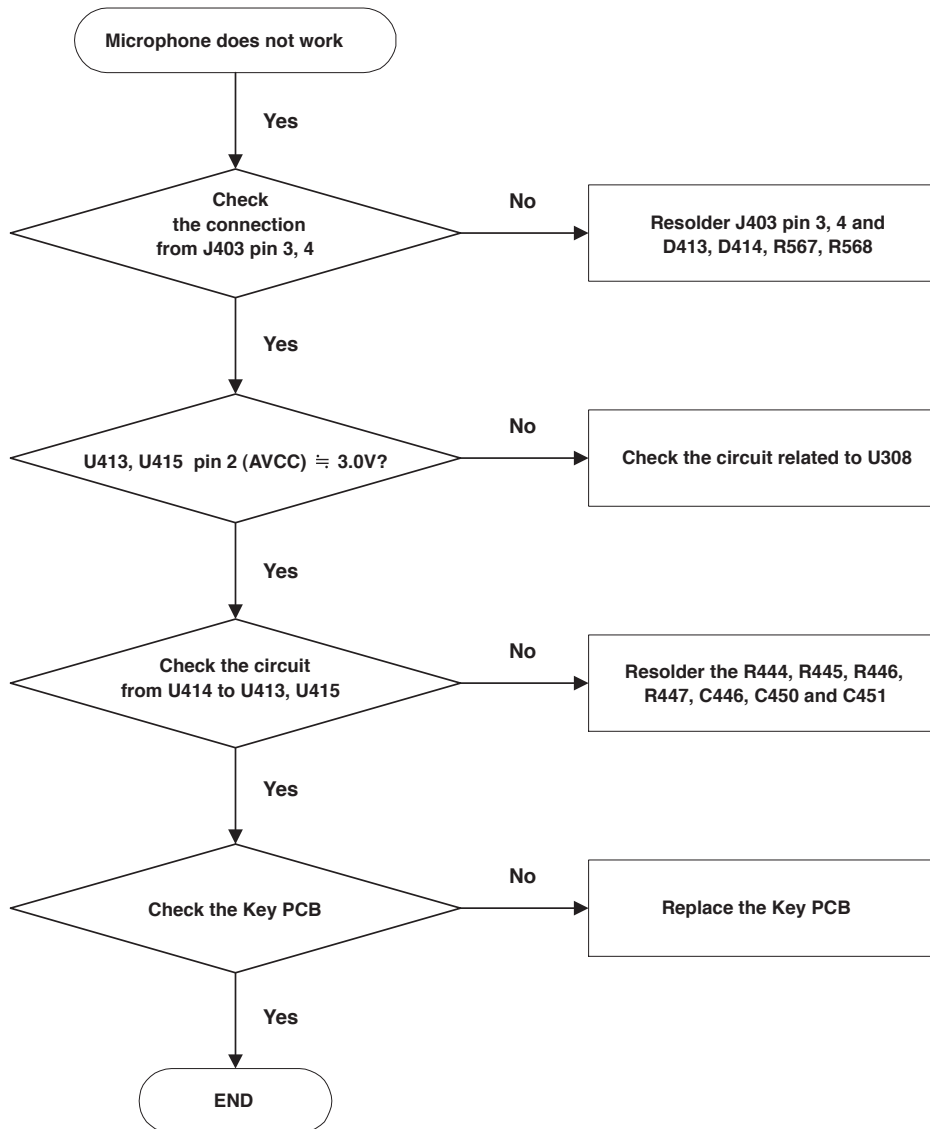 Microphone does not work
Yes
Check
the connection
from J403 pin 3, 4
No
Resolder J403 pin 3, 4 and
D413, D414, R567, R568
Yes
U413, U415 pin 2 (AVCC) ≒ 3.0V?
No
Check the circuit related to U308
Yes
Check the circuit
from U414 to U413, U415
No
Resolder the R444, R445, R446,
R447, C446, C450 and C451
Yes
Check the Key PCB
No
Replace the Key PCB
Yes
END